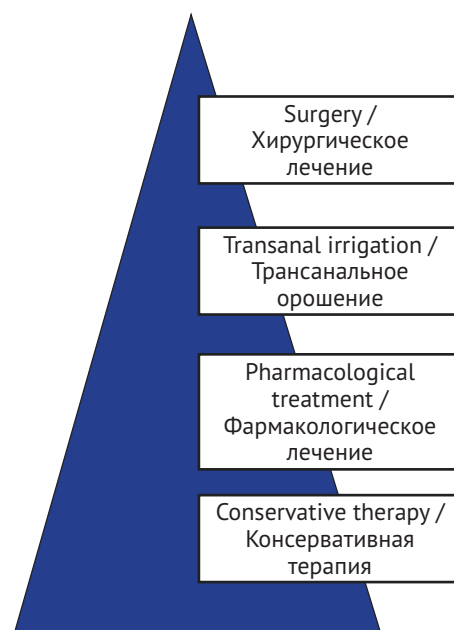 Surgery /
Хирургическое
лечение
Transanal irrigation /
Трансанальное
орошение
Pharmacological
treatment /
Фармакологическое
лечение
Conservative therapy /
Консервативная
терапия